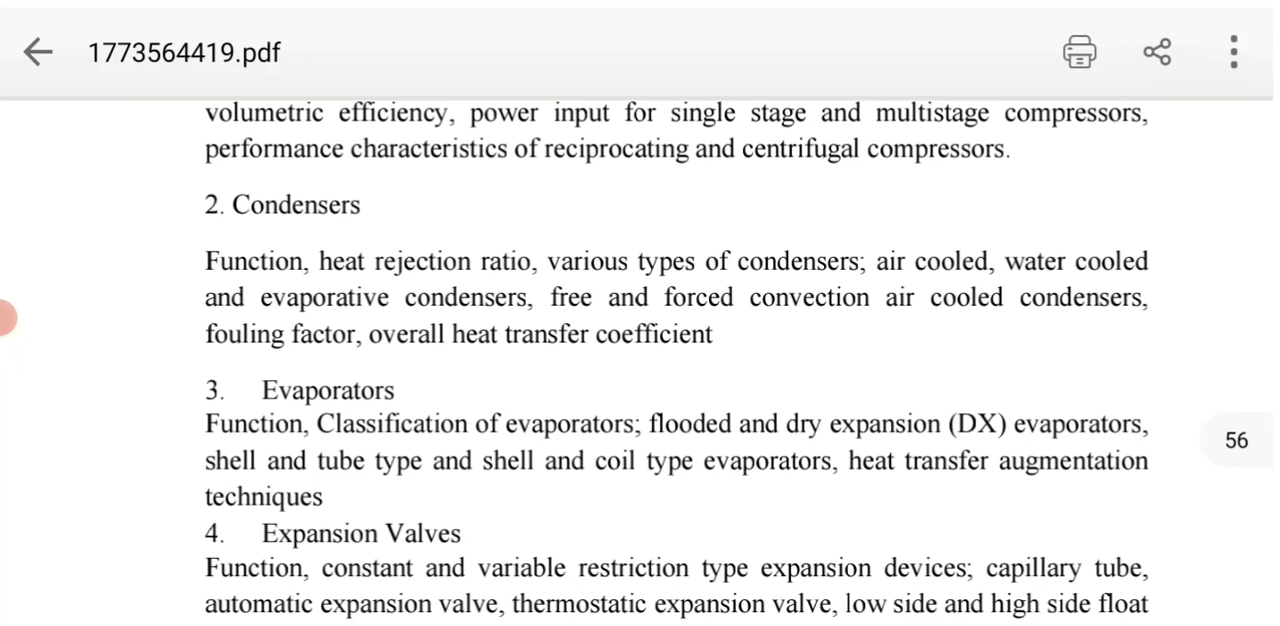 1773564419.pdf
volumetric efficiency, power input for single stage and multistage compressors,
performance characteristics of reciprocating and centrifugal compressors.
2. Condensers
Function, heat rejection ratio, various types of condensers; air cooled, water cooled
and evaporative condensers, free and forced convection air cooled condensers,
fouling factor, overall heat transfer coefficient
3. Evaporators
Function, Classification of evaporators; flooded and dry expansion (DX) evaporators,
shell and tube type and shell and coil type evaporators, heat transfer augmentation
56
techniques
4. Expansion Valves
Function, constant and variable restriction type expansion devices; capillary tube,
automatic expansion valve, thermostatic expansion valve, low side and high side float